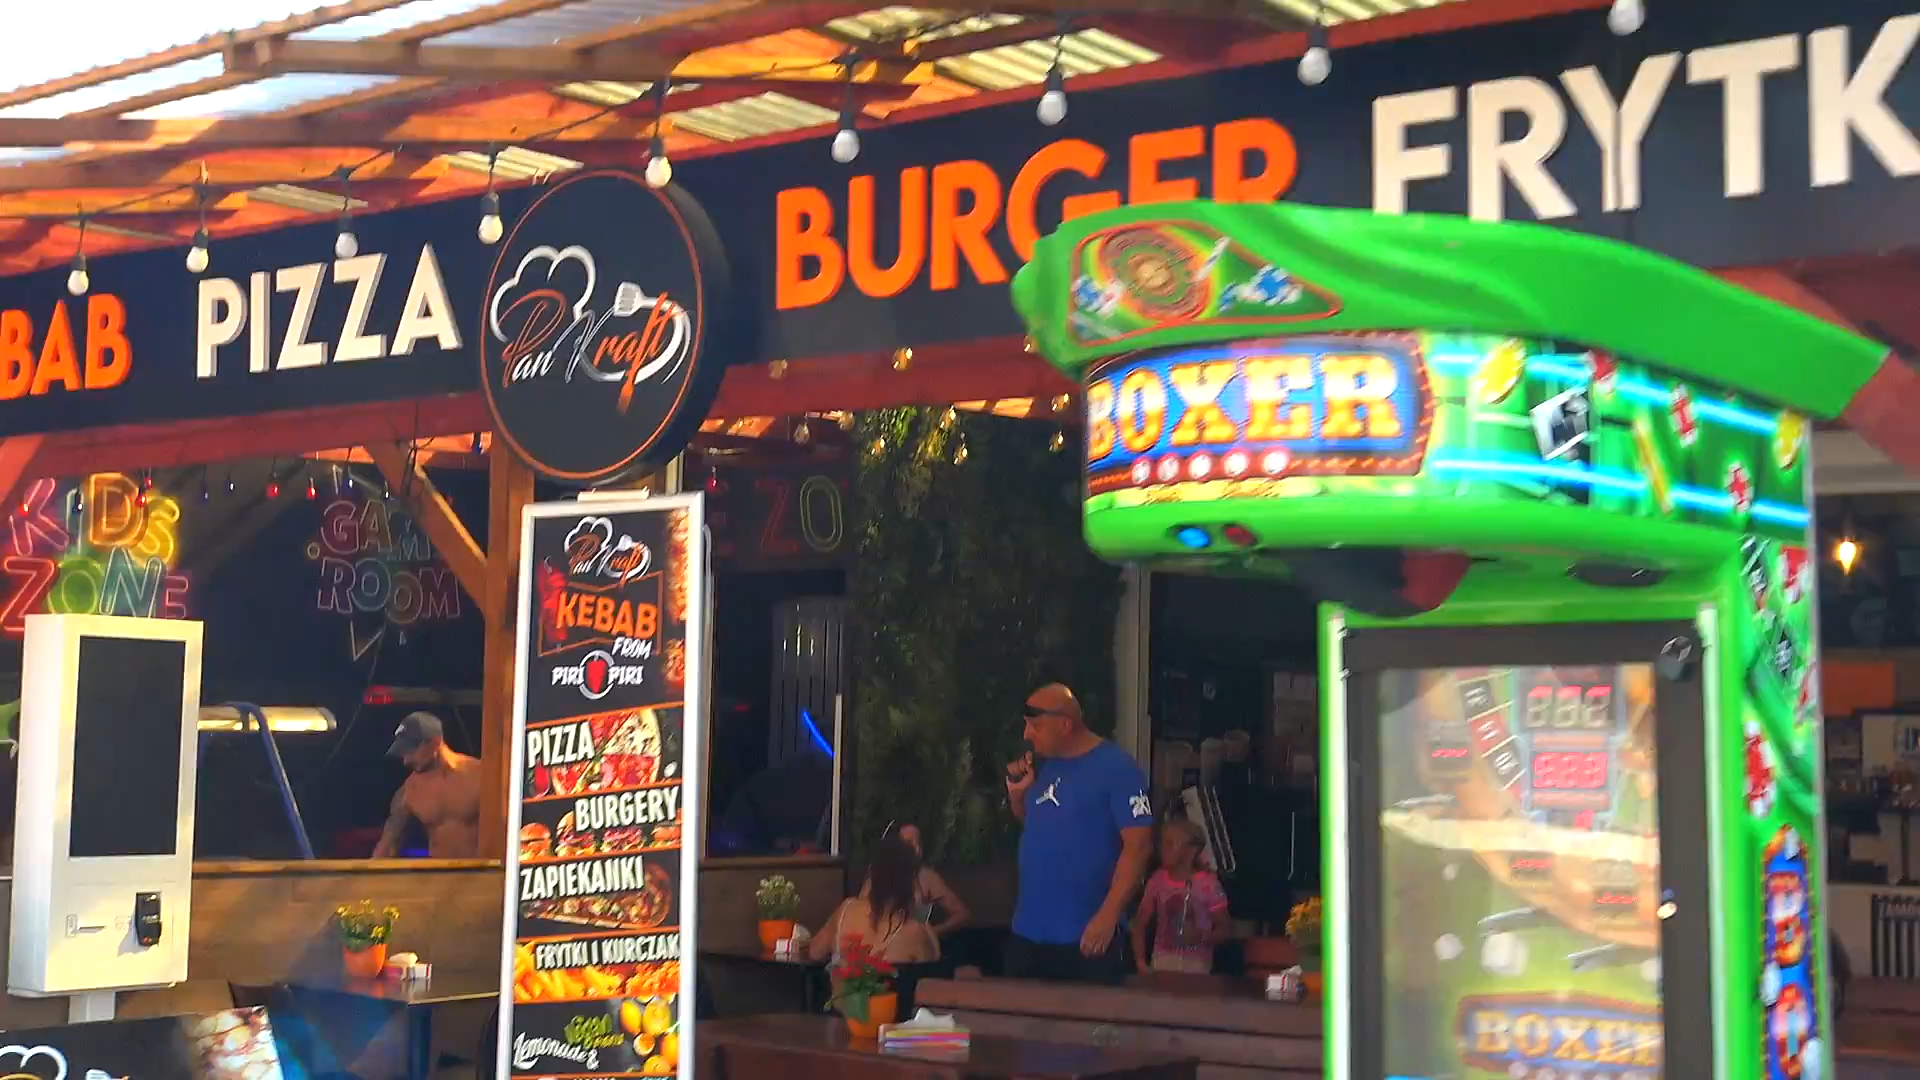 BAB PIZZA
Pan Kraft
BURGER
FRYTK
BOXER
KIDS
ZONE
GAME
ROOM
ZO
Pan Kraft
KEBAB
FROM
PIRI PIRI
PIZZA
BURGERY
ZAPIEKANKI
FRYTKI I KURCZAK
Lemonade &
BOXER